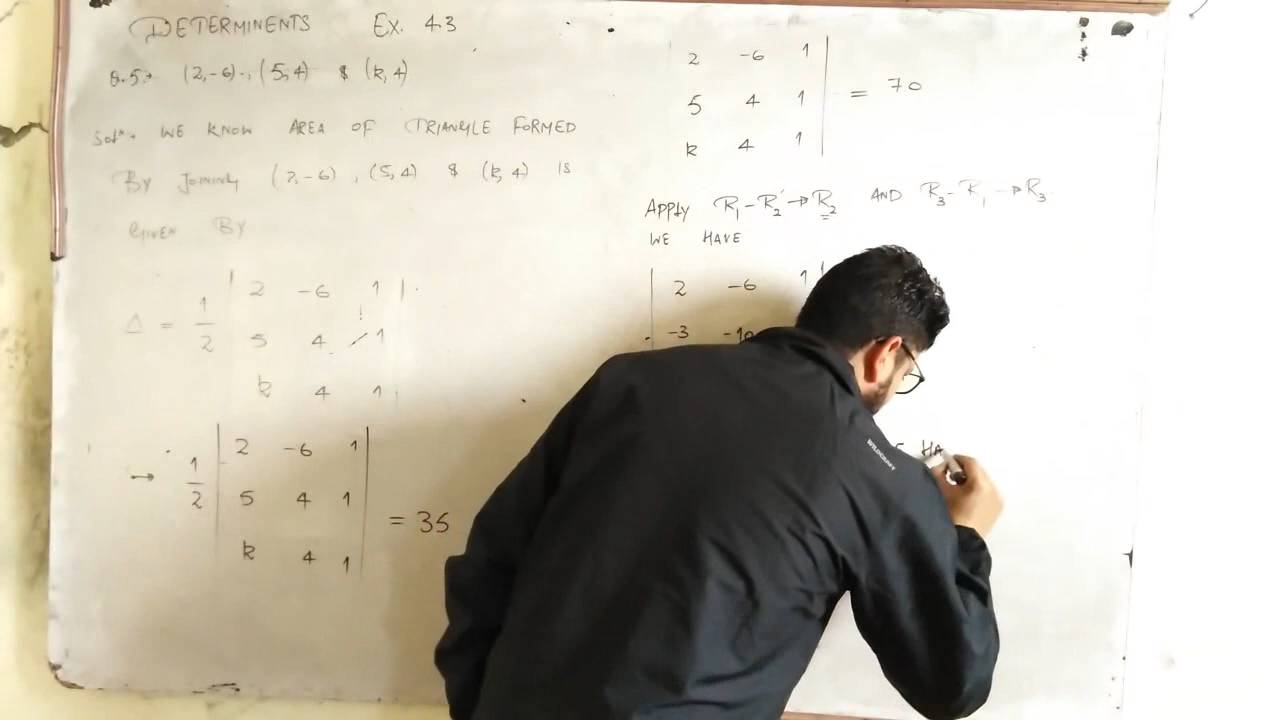 DETERMINENTS Ex. 4.3
Q.5:→ (2,-6), (5,4) & (k,4)
Solⁿ:→ WE KNOW AREA OF TRIANGLE FORMED
BY JOINING (2,-6), (5,4) & (k,4) IS
GIVEN BY
Δ = 1/2 | 2 -6 1 |
5 4 1
k 4 1
→ 1/2 | 2 -6 1 |
5 4 1
k 4 1
= 35
2 -6 1 |
5 4 1 = 70
k 4 1
APPLY R₁-R₂→R₂ AND R₃-R₁→R₃
WE HAVE
| 2 -6 1 |
-3 -10
HA
WILDCRAFT